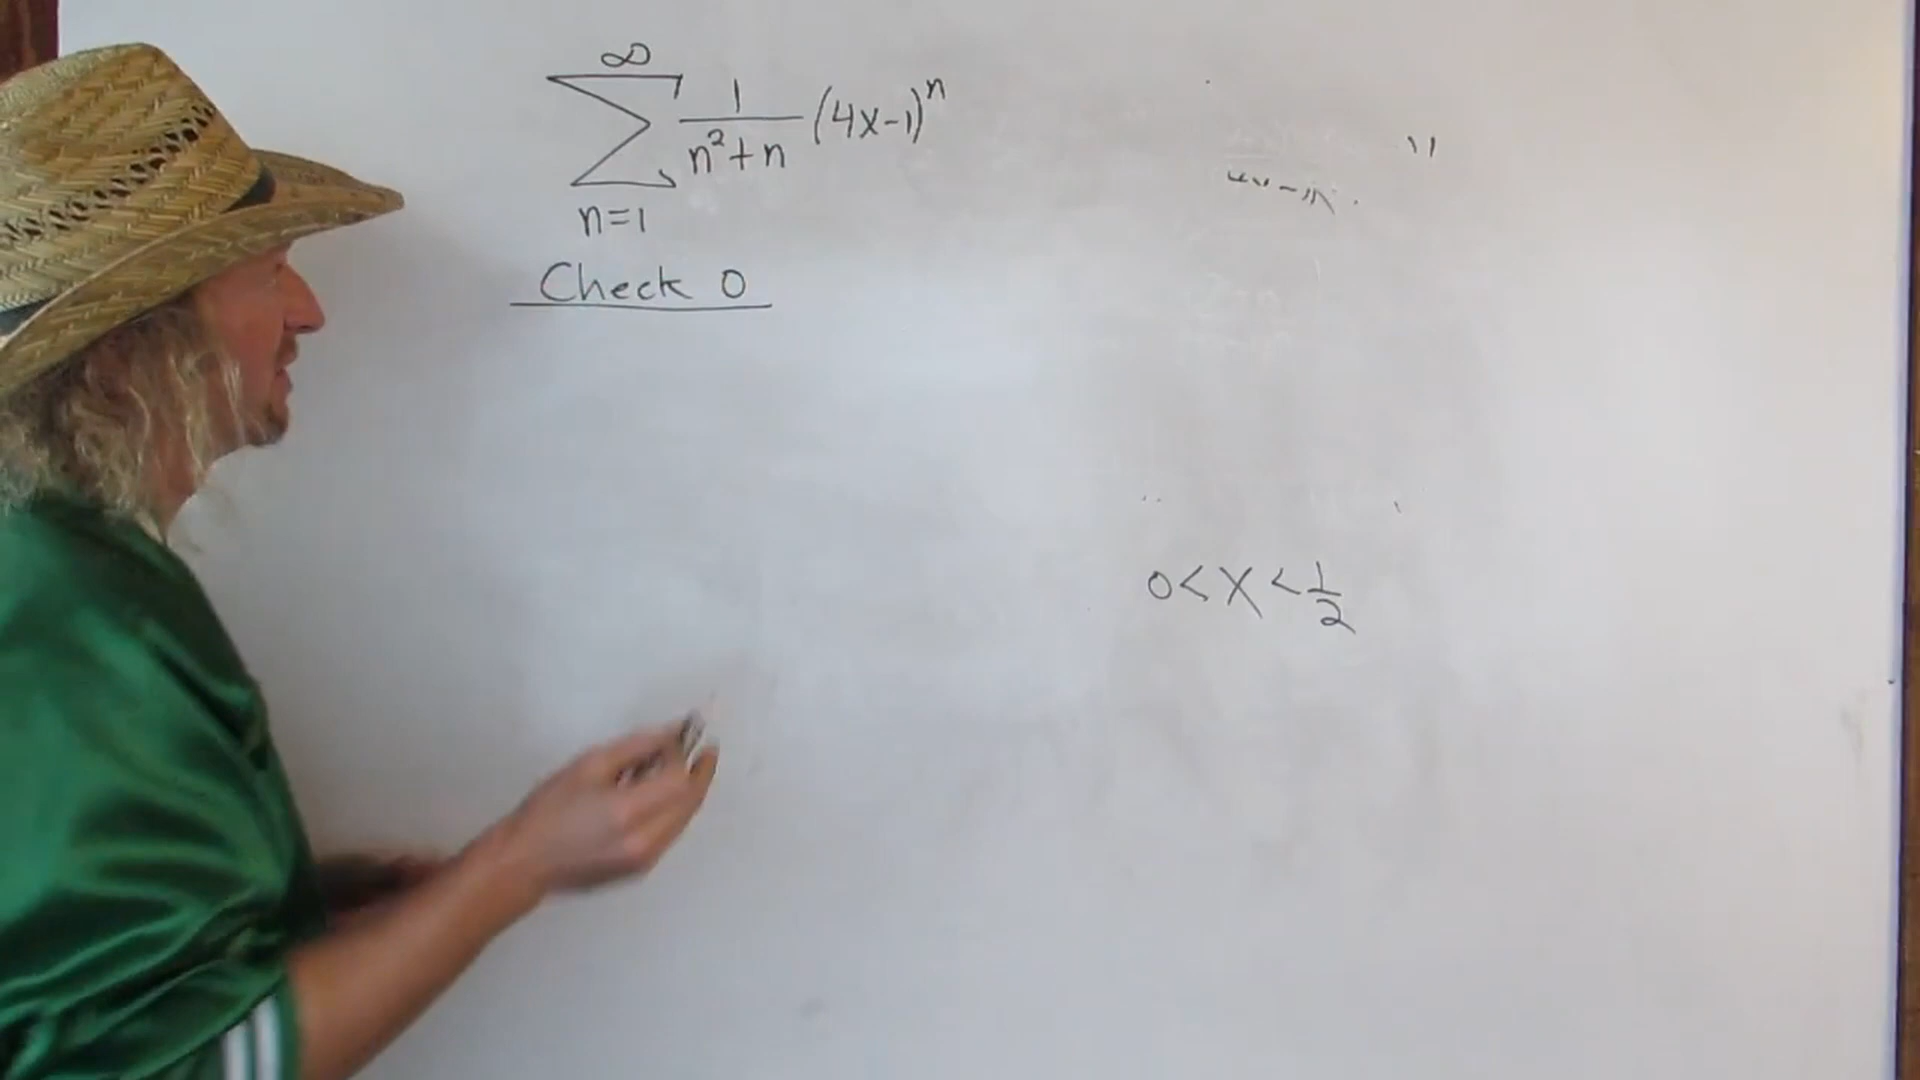 ∞
∑ 1/(n²+n) (4x-1)ⁿ
n=1
Check 0
0<x<1/2